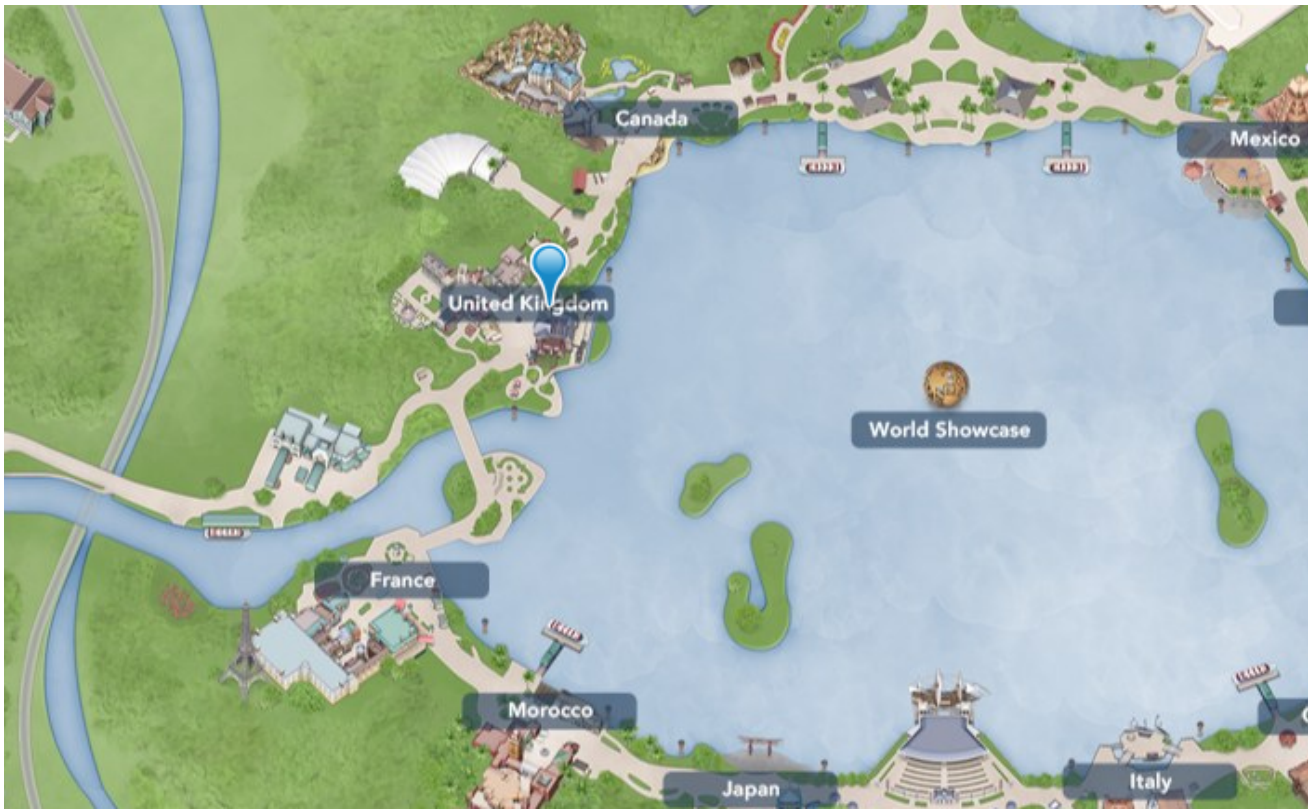 Canada
Mexico
United Kingdom
World Showcase
France
Morocco
Japan
Italy